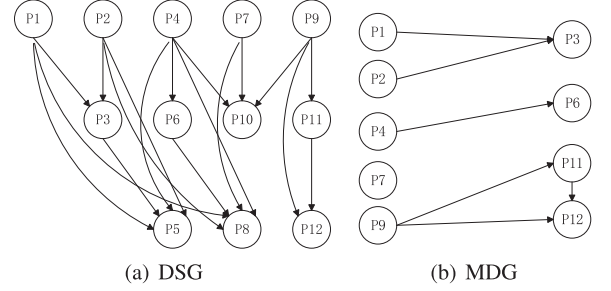 P1 P2 P4 P7 P9
P3 P6 P10 P11
P5 P8 P12
(a) DSG
P1
P3
P2
P6
P4
P11
P7
P12
P9
(b) MDG